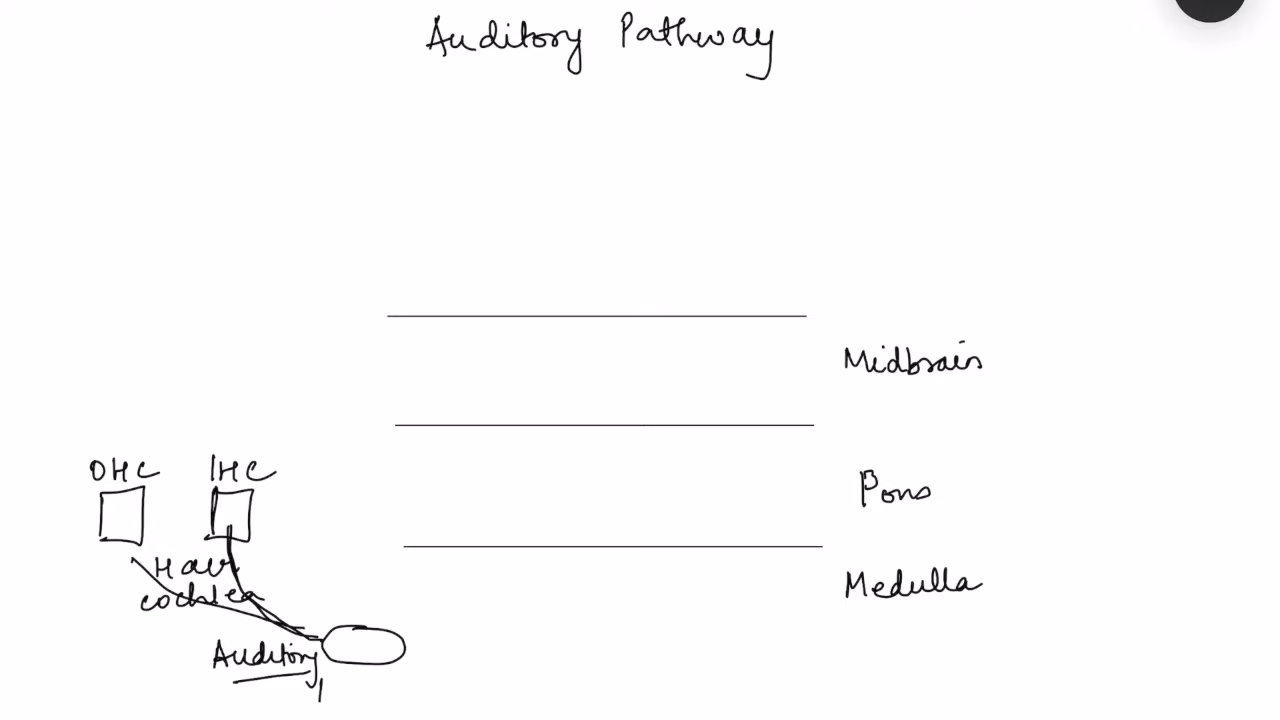 Auditory Pathway
Midbrain
Pons
Medulla
OHC IHC
Hair
cochlea
Auditory